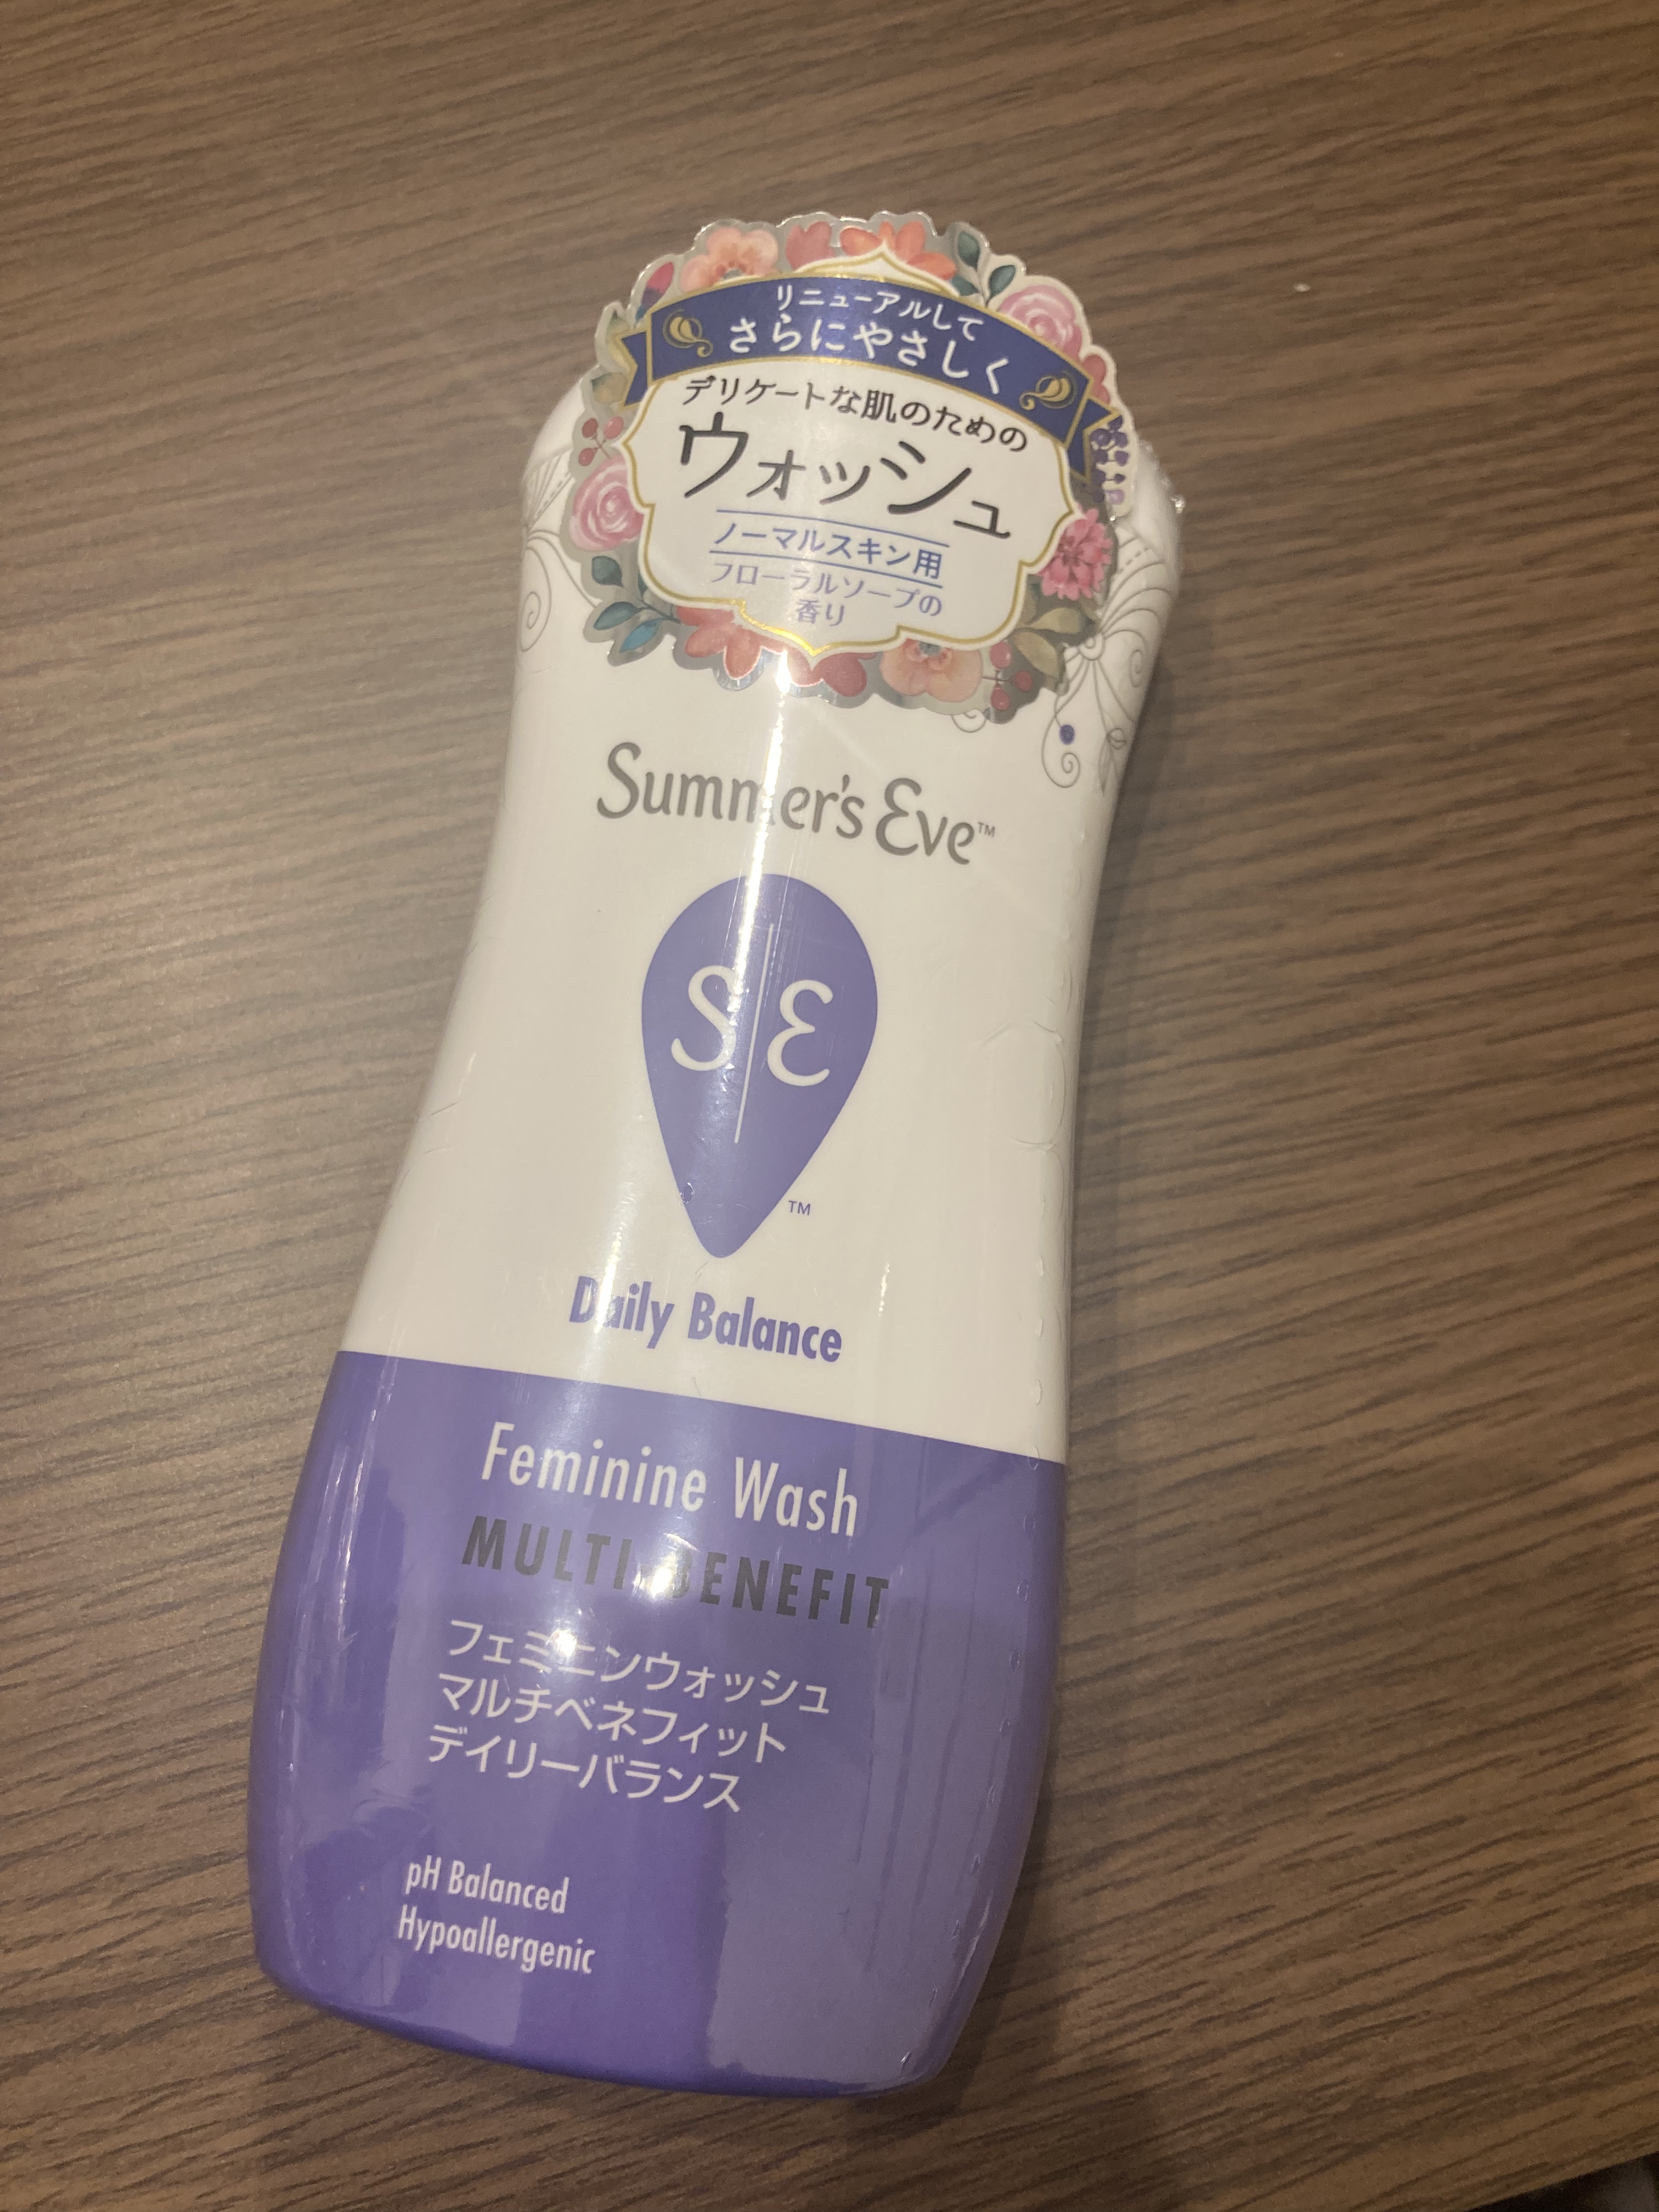 リニューアルして
さらにやさしく
デリケートな肌のための
ウォッシュ
ノーマルスキン用
フローラルソープの
香り
Summer's Eve™
S|E
™
Daily Balance
Feminine Wash
MULTI BENEFIT
フェミニンウォッシュ
マルチベネフィット
デイリーバランス
pH Balanced
Hypoallergenic